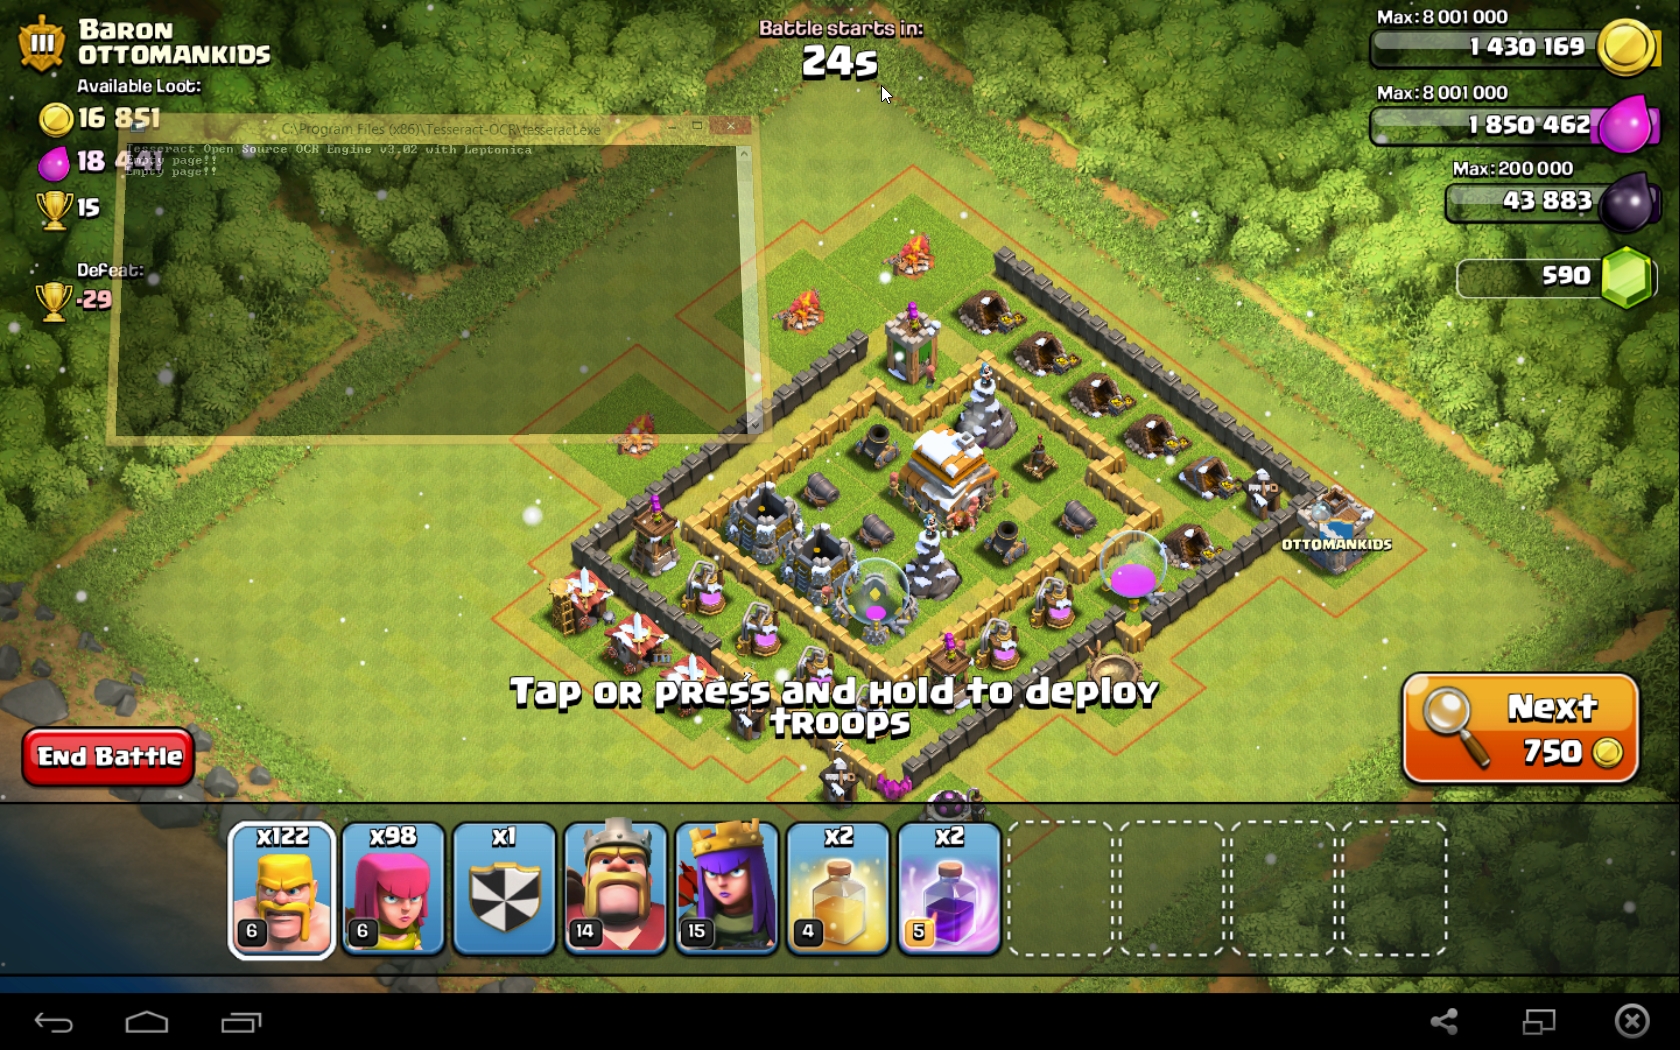 III
Baron
OTTOMANKIDS
Available Loot:
16 851
18
15
Defeat:
-29
C:\Program Files (x86)\Tesseract-OCR\tesseract.exe
Tesseract Open Source OCR Engine v3.02 with Leptonica
Empty page!!
Empty page!!
Battle starts in:
24s
Max: 8 001 000
1 430 169
Max: 8 001 000
1 850 462
Max: 200 000
43 883
590
OTTOMANKIDS
Tap or press and hold to deploy
troops
End Battle
Next
750
x122
x98
x1
x2
x2
6
6
14
15
4
5